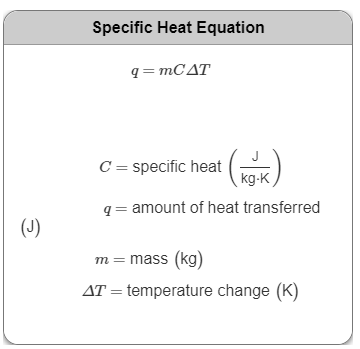 Specific Heat Equation
q = mCΔT
C = specific heat (J/kg·K)
q = amount of heat transferred
(J)
m = mass (kg)
ΔT = temperature change (K)